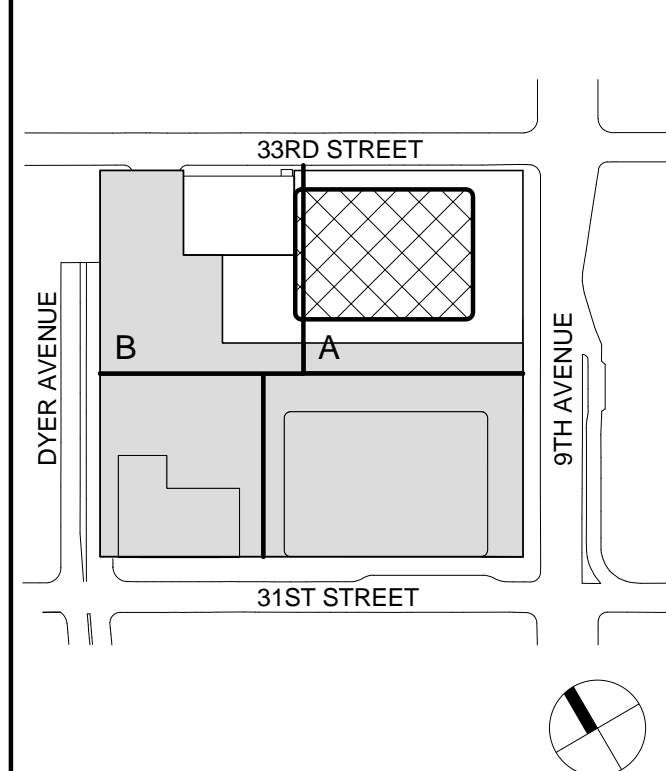 33RD STREET
DYER AVENUE
B
A
9TH AVENUE
31ST STREET